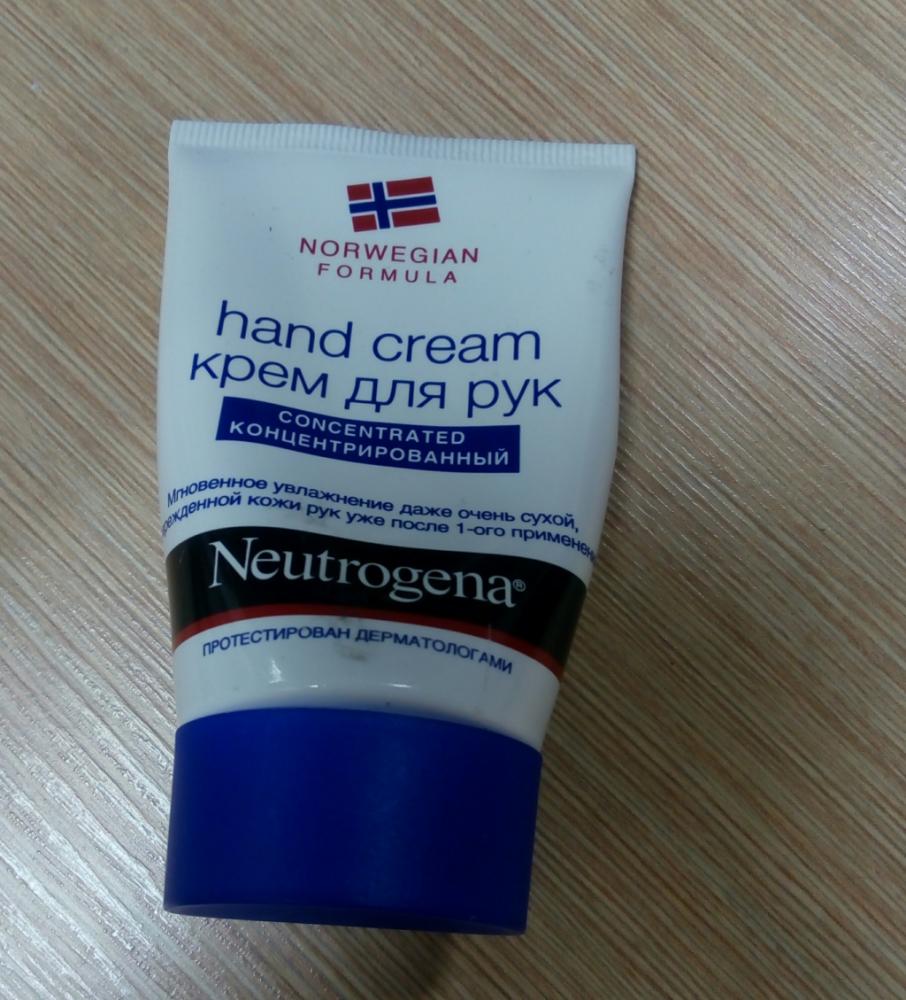 NORWEGIAN
FORMULA
hand cream
крем для рук
CONCENTRATED
КОНЦЕНТРИРОВАННЫЙ
Мгновенное увлажнение даже очень сухой,
кожи рук уже после 1-ого
Neutrogena®
ПРОТЕСТИРОВАН ДЕРМАТОЛОГАМИ